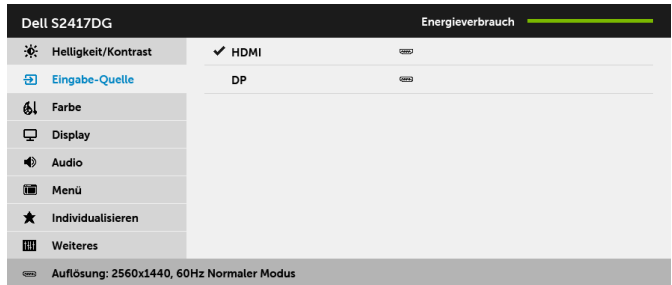 Dell S2417DG
Energieverbrauch
Helligkeit/Kontrast
HDMI
Eingabe-Quelle
DP
Farbe
Display
Audio
Menü
Individualisieren
Weiteres
Auflösung: 2560x1440, 60Hz Normaler Modus